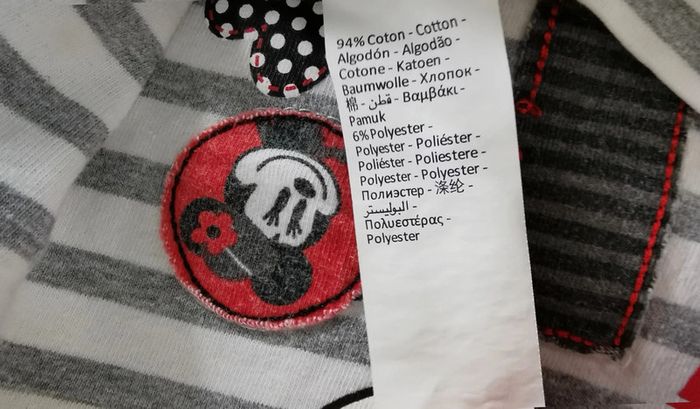 94% Coton - Cotton -
Algodón - Algodão -
Cotone - Katoen -
Baumwolle - Хлопок -
棉 - قطن - Βαμβάκι -
Pamuk
6% Polyester -
Polyester - Poliéster -
Poliéster - Poliestere -
Polyester - Polyester -
Полиэстер - 涤纶 -
البوليستر -
Πολυεστέρας -
Polyester